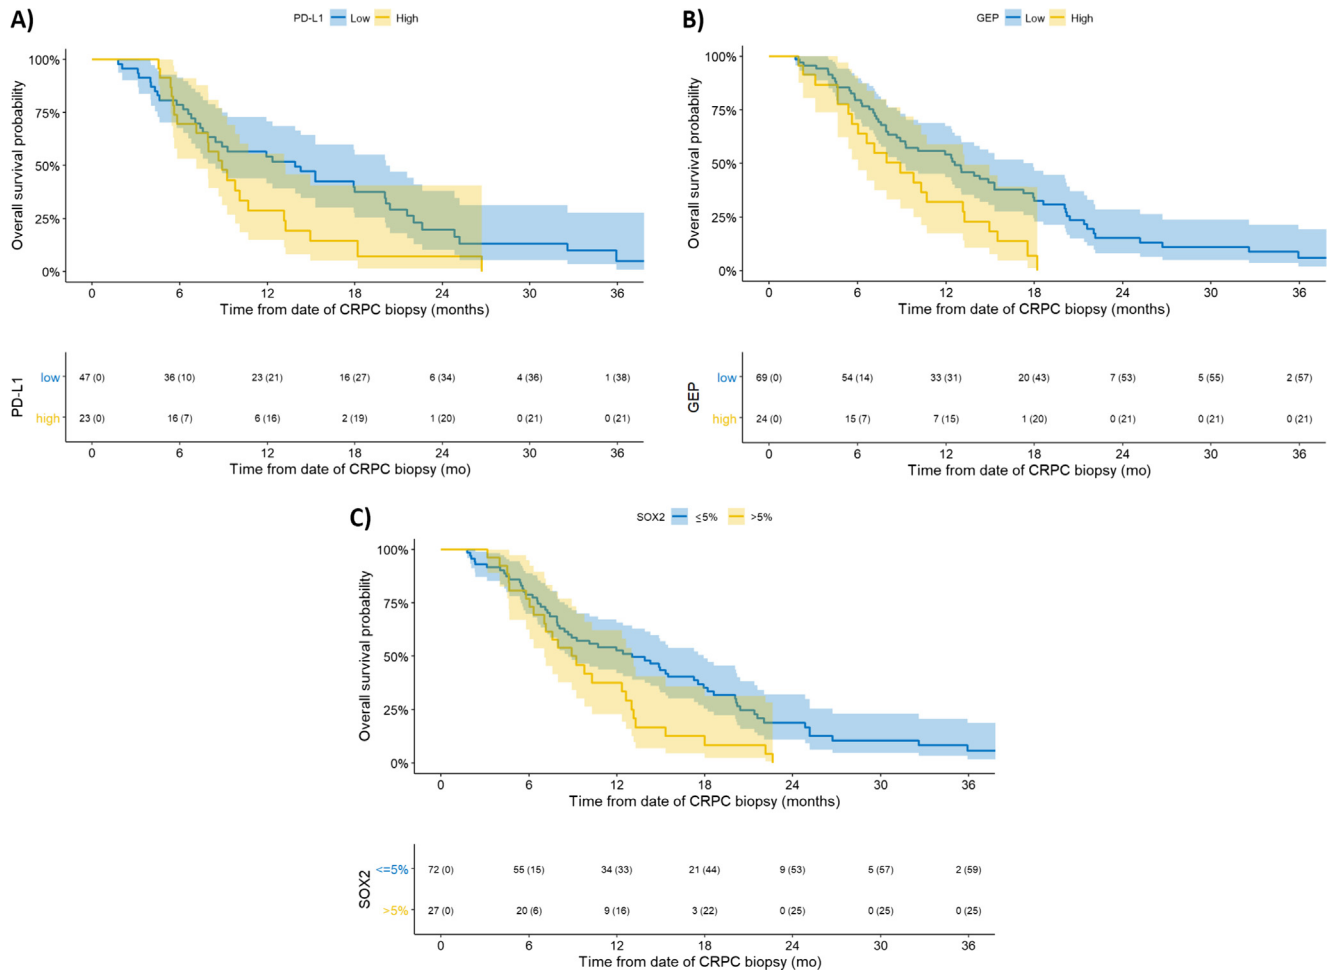 A)
PD-L1 Low High
100%
75%
50%
25%
0%
Overall survival probability
0 6 12 18 24 30 36
Time from date of CRPC biopsy (months)
PD-L1
low 47 (0) 36 (10) 23 (21) 16 (27) 6 (34) 4 (36) 1 (38)
high 23 (0) 16 (7) 6 (16) 2 (19) 1 (20) 0 (21) 0 (21)
0 6 12 18 24 30 36
Time from date of CRPC biopsy (mo)
B)
GEP Low High
100%
75%
50%
25%
0%
Overall survival probability
0 6 12 18 24 30 36
Time from date of CRPC biopsy (months)
GEP
low 69 (0) 54 (14) 33 (31) 20 (43) 7 (53) 5 (55) 2 (57)
high 24 (0) 15 (7) 7 (15) 1 (20) 0 (21) 0 (21) 0 (21)
0 6 12 18 24 30 36
Time from date of CRPC biopsy (mo)
C)
SOX2 ≤5% >5%
100%
75%
50%
25%
0%
Overall survival probability
0 6 12 18 24 30 36
Time from date of CRPC biopsy (months)
SOX2
<=5% 72 (0) 55 (15) 34 (33) 21 (44) 9 (53) 5 (57) 2 (59)
>5% 27 (0) 20 (6) 9 (16) 3 (22) 0 (25) 0 (25) 0 (25)
0 6 12 18 24 30 36
Time from date of CRPC biopsy (mo)